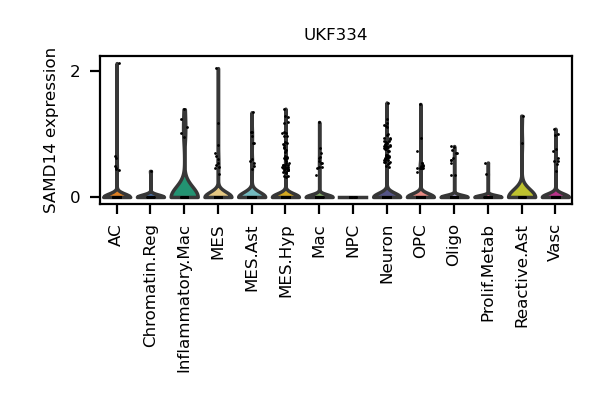 UKF334
SAMD14 expression
2
0
AC
Chromatin.Reg
Inflammatory.Mac
MES
MES.Ast
MES.Hyp
Mac
NPC
Neuron
OPC
Oligo
Prolif.Metab
Reactive.Ast
Vasc